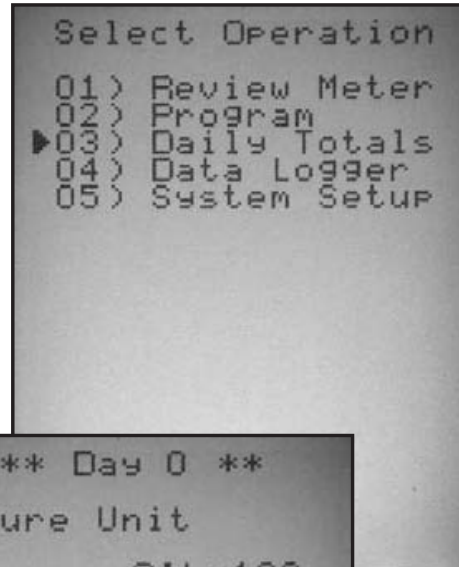 Select Operation
01) Review Meter
02) Program
03) Daily Totals
04) Data Logger
05) System Setup
** Day 0 **
Unit